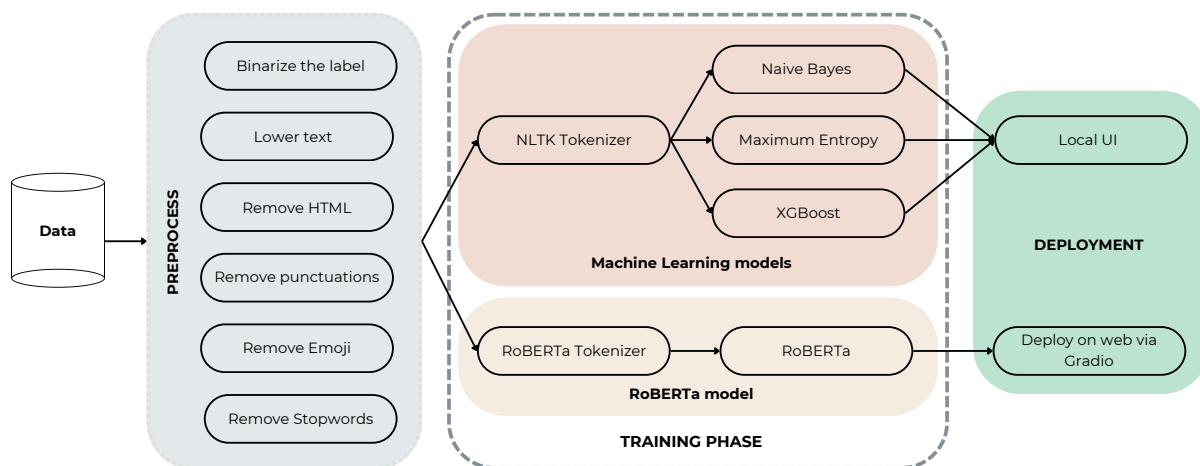 Data
PREPROCESS
Binarize the label
Lower text
Remove HTML
Remove punctuations
Remove Emoji
Remove Stopwords
NLTK Tokenizer
Naive Bayes
Maximum Entropy
XGBoost
Machine Learning models
RoBERTa Tokenizer
RoBERTa
RoBERTa model
TRAINING PHASE
Local UI
DEPLOYMENT
Deploy on web via
Gradio